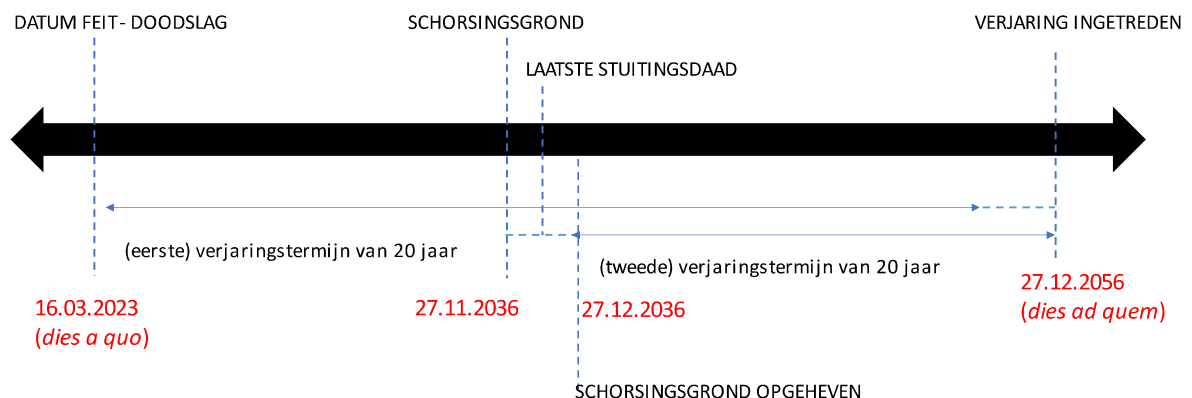 DATUM FEIT - DOODSLAG
SCHORSINGSGROND
VERJARING INGETREDEN
LAATSTE STUITINGSDAAD
(eerste) verjaringstermijn van 20 jaar
(tweede) verjaringstermijn van 20 jaar
16.03.2023
(dies a quo)
27.11.2036
27.12.2036
27.12.2056
(dies ad quem)
SCHORSINGSGROND OPGEHEVEN